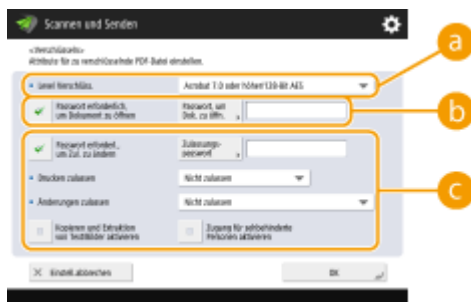 Scannen und Senden
<Verschlüsseln>
Attribute für zu verschlüsselnde PDF-Datei einstellen.
Level Verschlüss.
Acrobat 7.0 oder höher/128-Bit AES
a
Passwort erforderlich,
um Dokument zu öffnen
Passwort, um
Dok. zu öffn.
b
Passwort erforderl.,
um Zul. zu ändern
Zulassungs-
passwort
Drucken zulassen
Nicht zulassen
c
Änderungen zulassen
Nicht zulassen
Kopieren und Extraktion
von Text/Bilder aktivieren
Zugang für sehbehinderte
Personen aktivieren
Einstell. abbrechen
OK